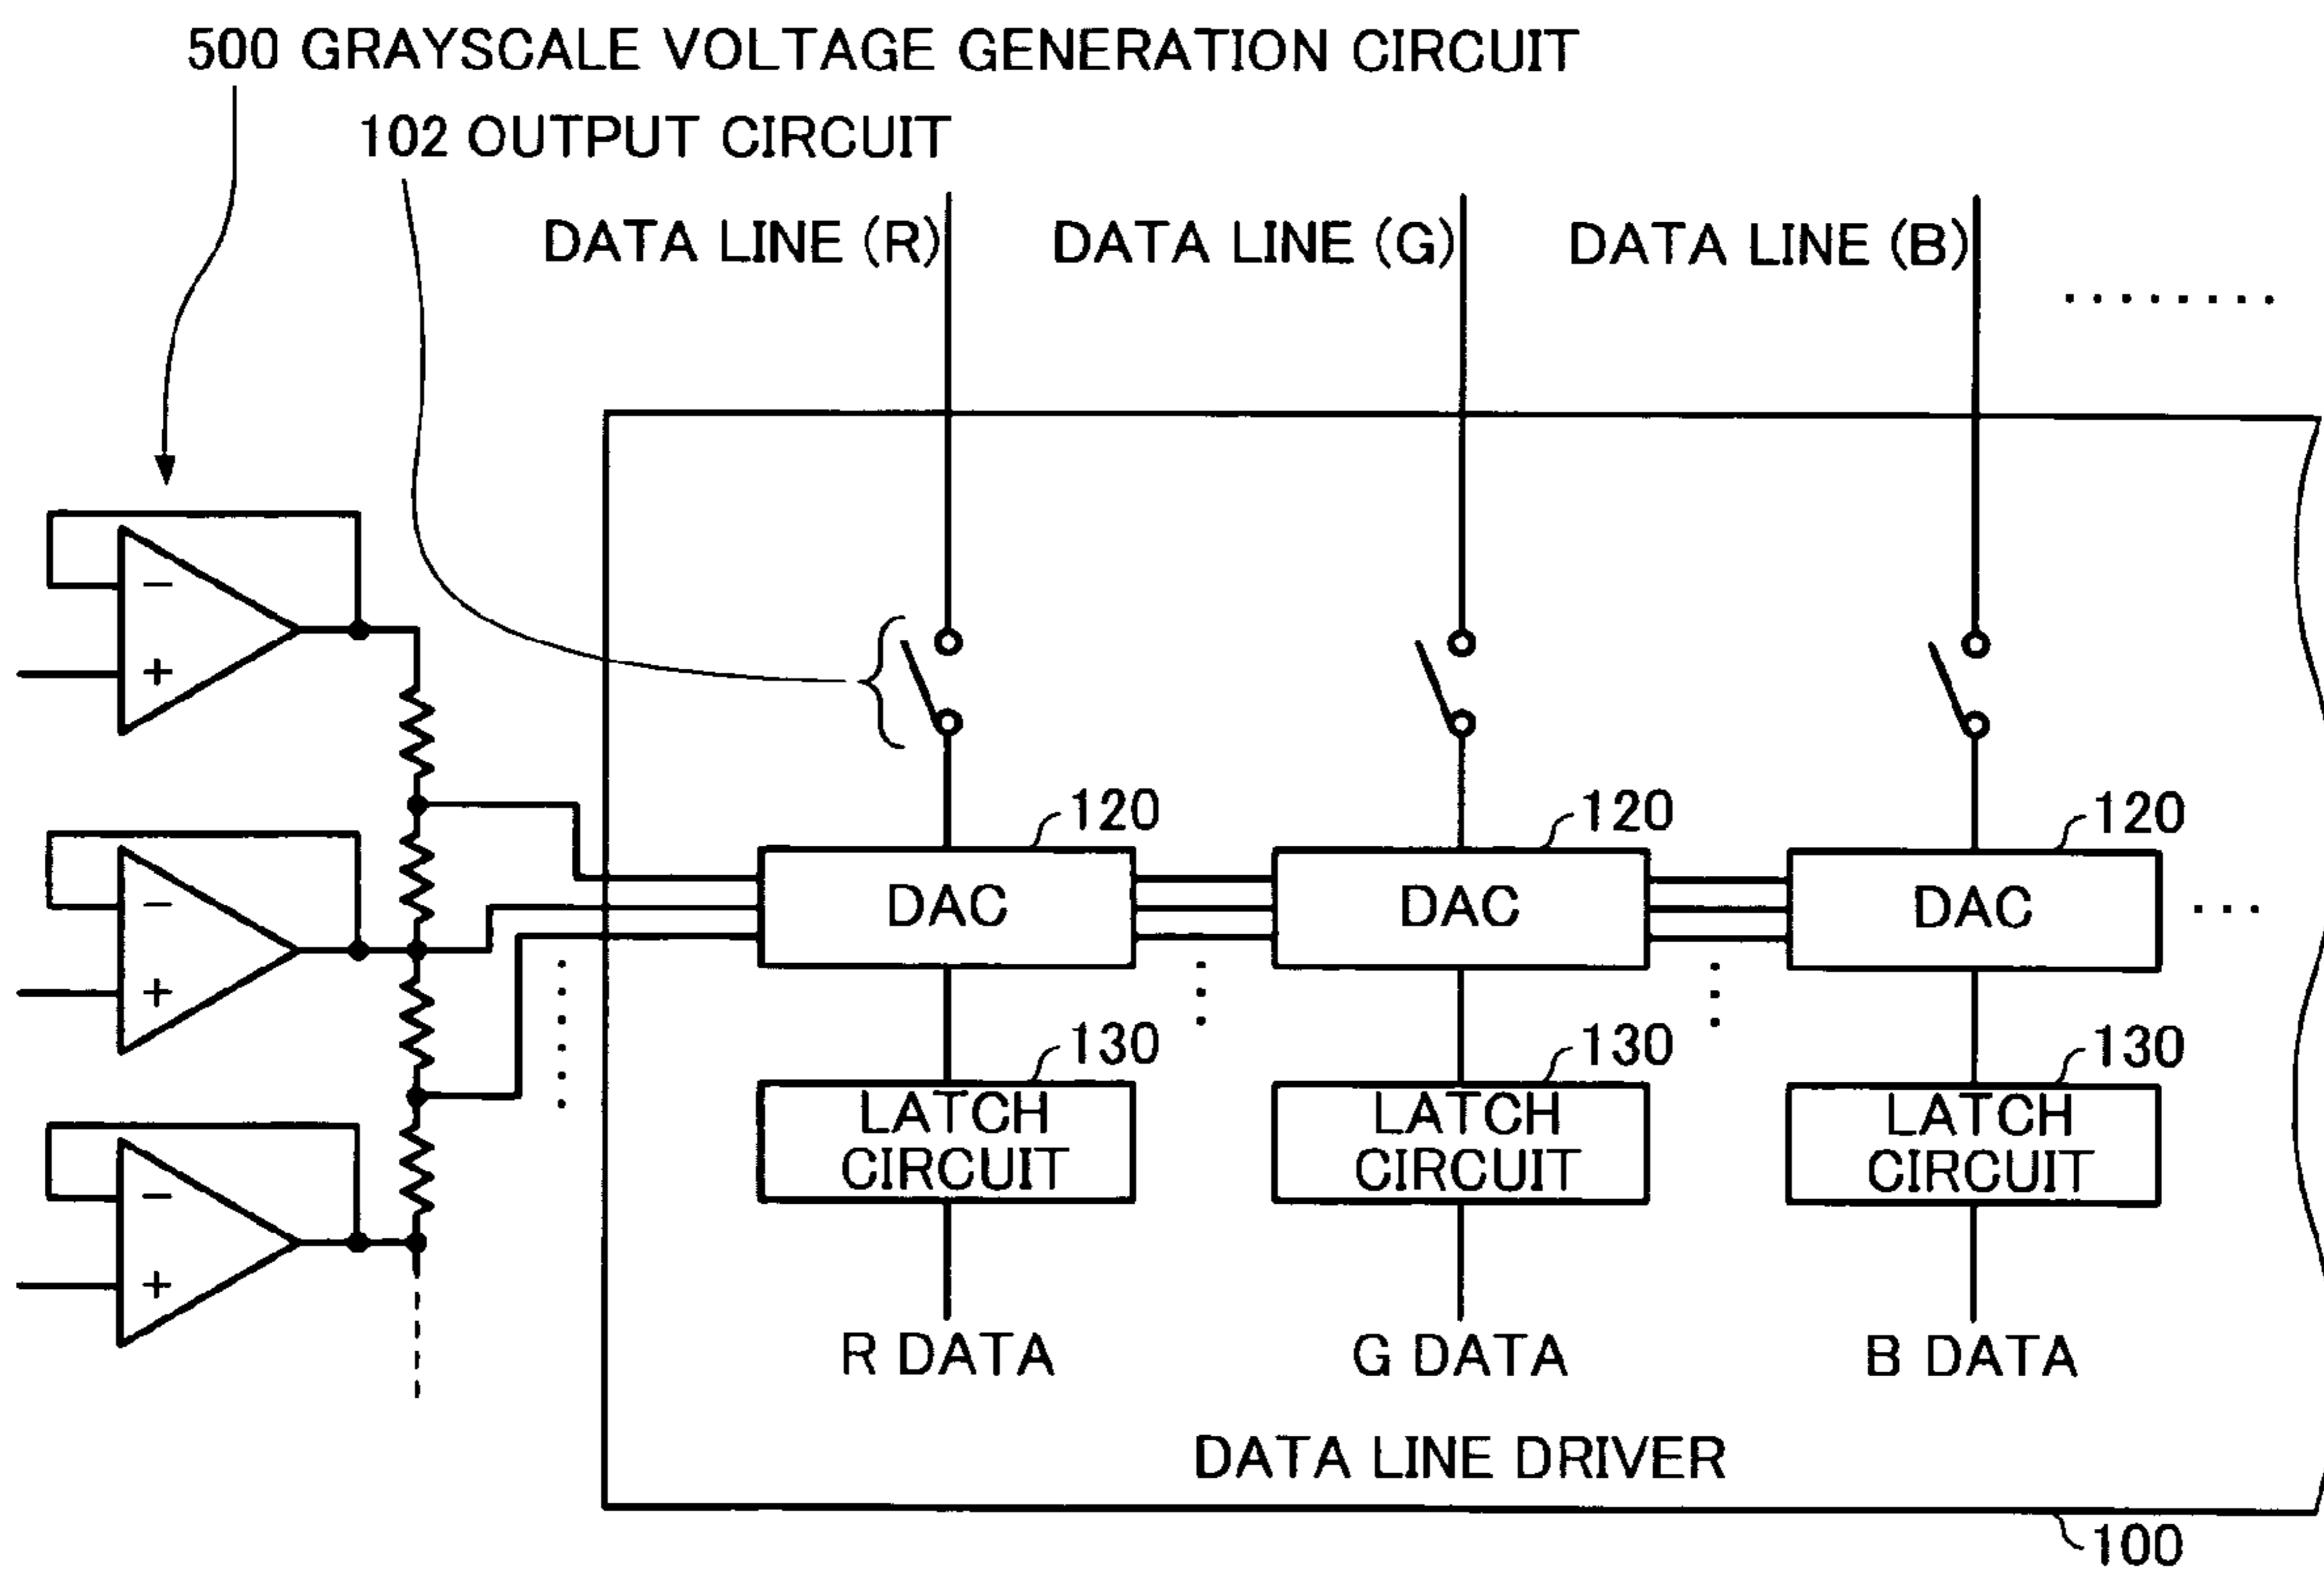 500 GRAYSCALE VOLTAGE GENERATION CIRCUIT
102 OUTPUT CIRCUIT
DATA LINE (R)
DATA LINE (G)
DATA LINE (B)
........
−
+
−
+
−
+
120
120
120
DAC
DAC
DAC
...
130
130
130
LATCH
CIRCUIT
LATCH
CIRCUIT
LATCH
CIRCUIT
R DATA
G DATA
B DATA
DATA LINE DRIVER
100